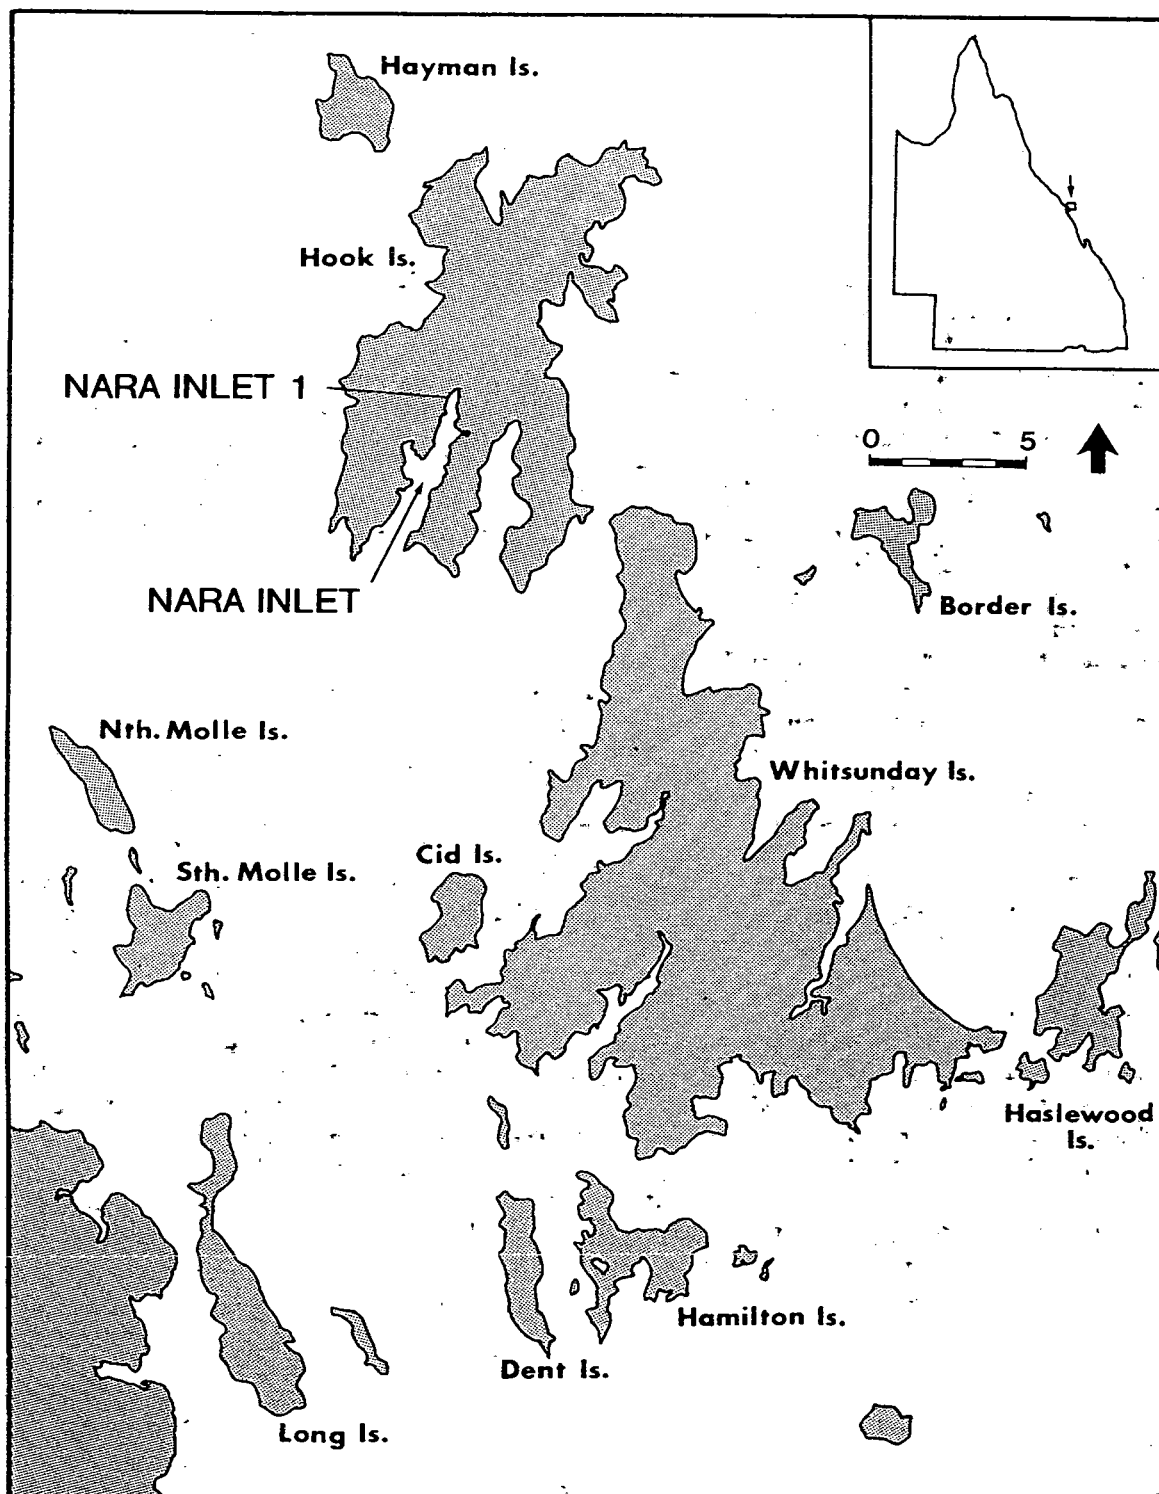 Hayman Is.
Hook Is.
NARA INLET 1
0 5
NARA INLET
Border Is.
Nth. Molle Is.
Whitsunday Is.
Cid Is.
Sth. Molle Is.
Haslewood
Is.
Hamilton Is.
Dent Is.
Long Is.